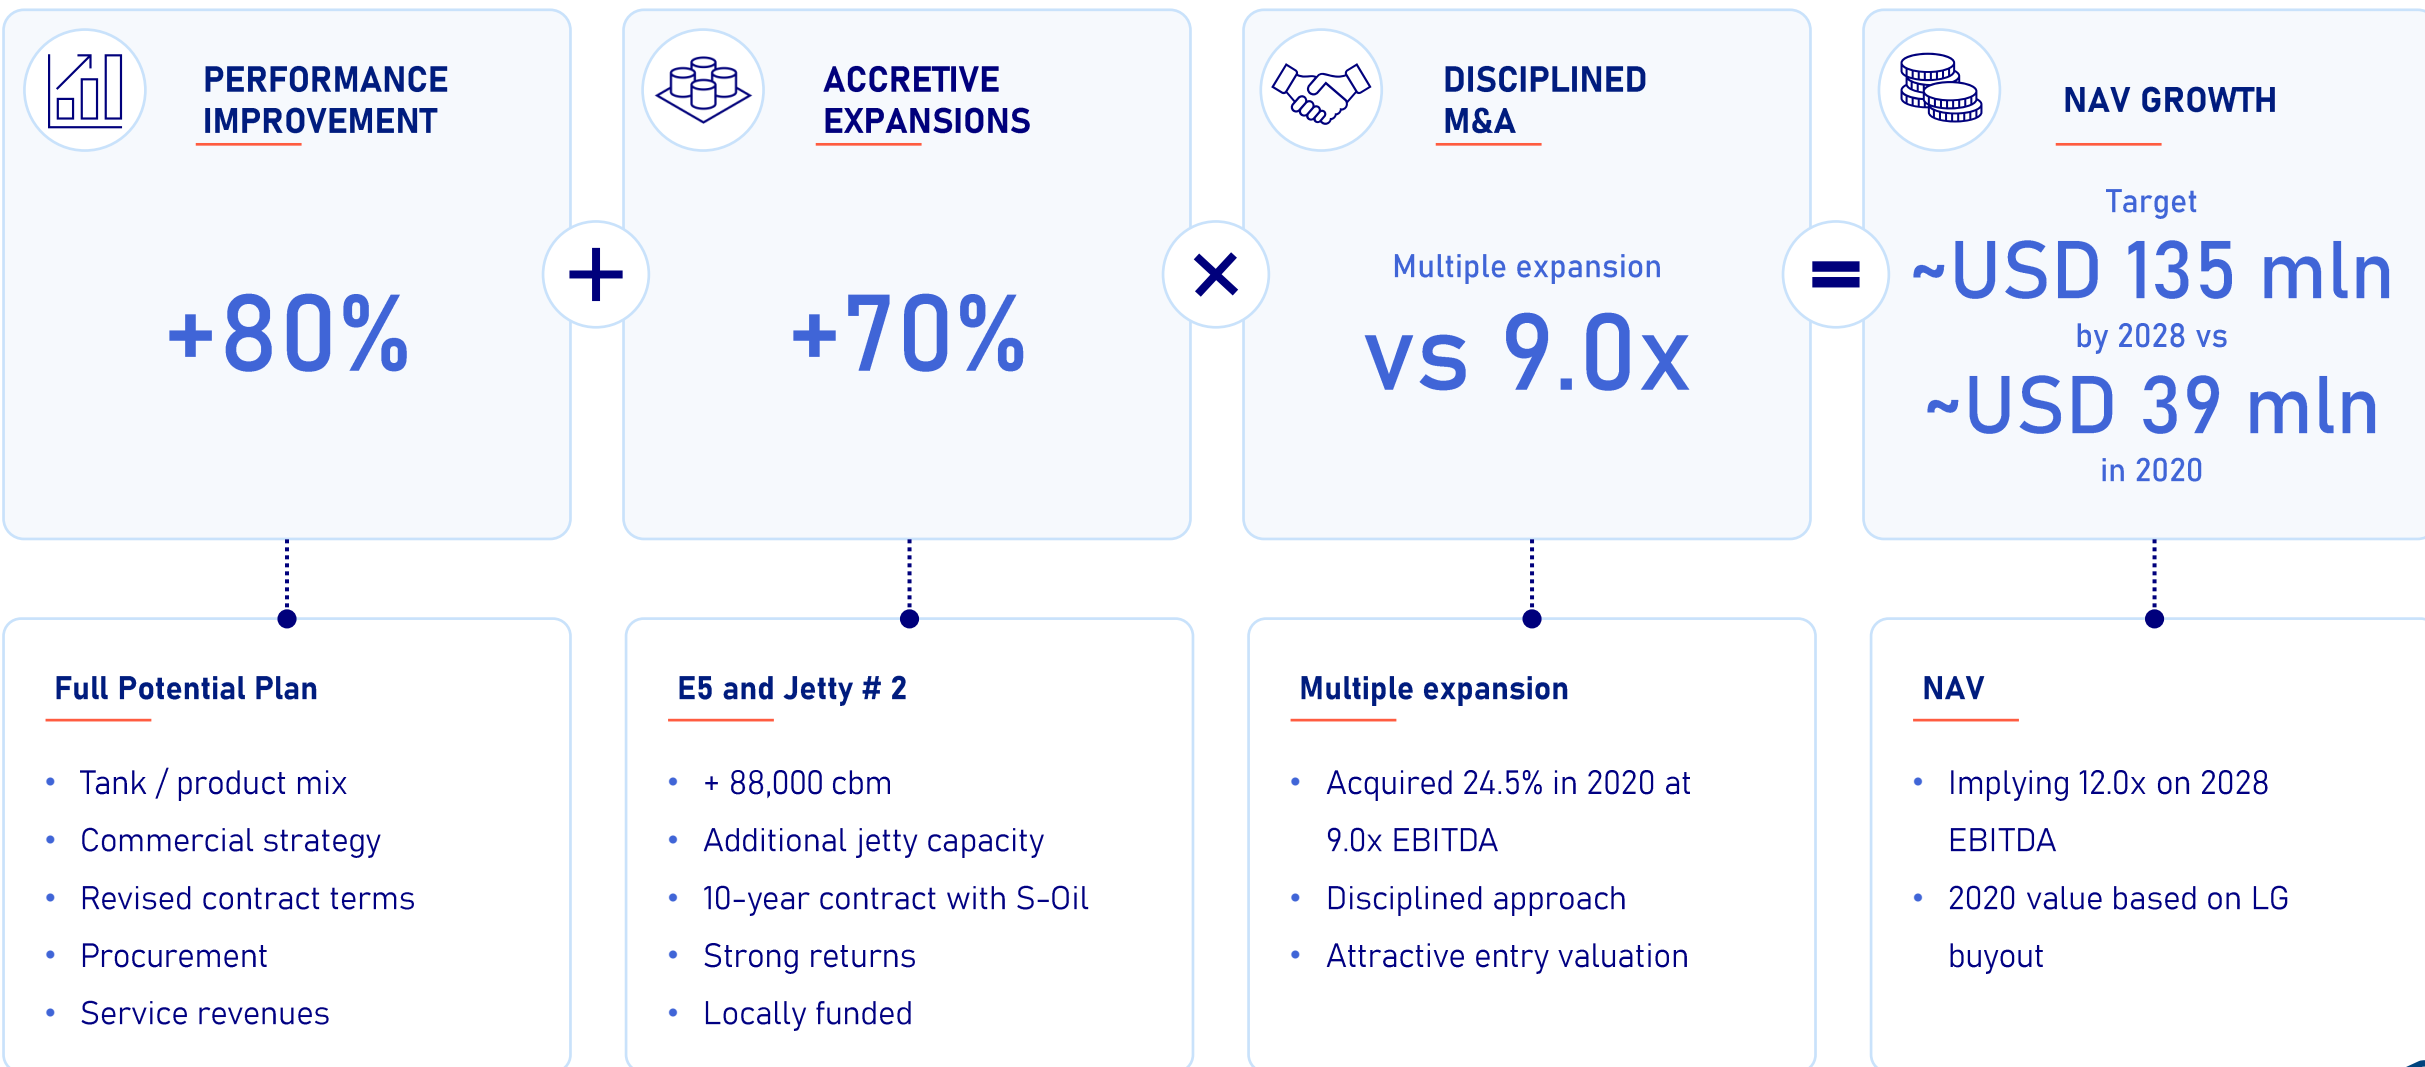 PERFORMANCE
IMPROVEMENT
+80%
+
ACCRETIVE
EXPANSIONS
+70%
×
DISCIPLINED
M&A
Multiple expansion
vs 9.0x
=
NAV GROWTH
Target
~USD 135 mln
by 2028 vs
~USD 39 mln
in 2020
Full Potential Plan
• Tank / product mix
• Commercial strategy
• Revised contract terms
• Procurement
• Service revenues
E5 and Jetty # 2
• + 88,000 cbm
• Additional jetty capacity
• 10-year contract with S-Oil
• Strong returns
• Locally funded
Multiple expansion
• Acquired 24.5% in 2020 at
9.0x EBITDA
• Disciplined approach
• Attractive entry valuation
NAV
• Implying 12.0x on 2028
EBITDA
• 2020 value based on LG
buyout